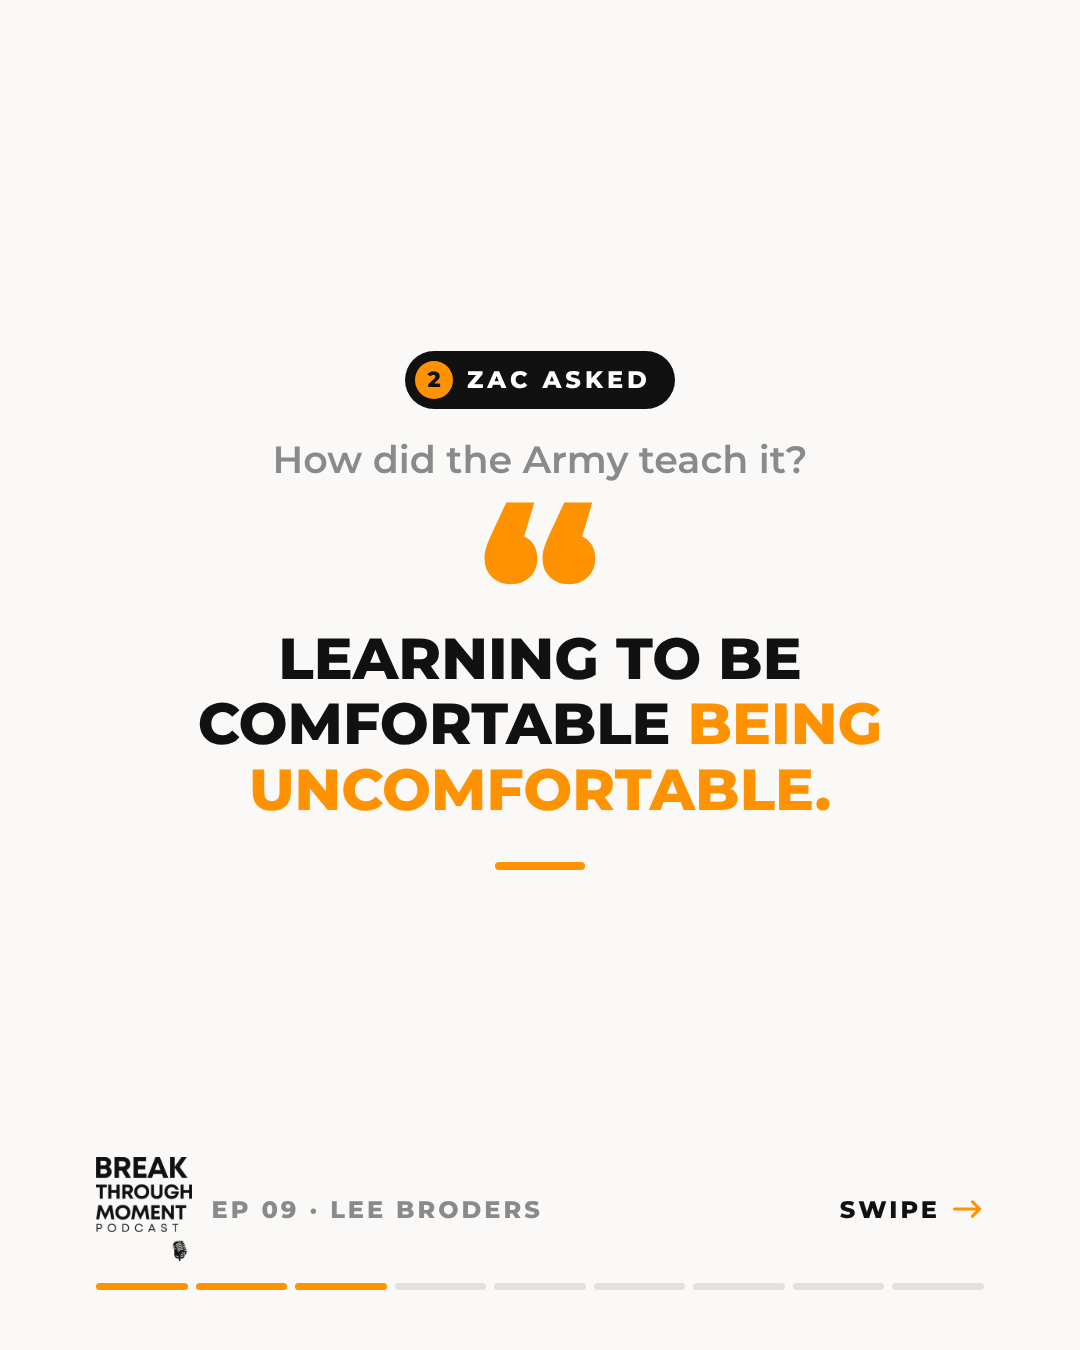 2 ZAC ASKED
How did the Army teach it?
“
LEARNING TO BE
COMFORTABLE BEING
UNCOMFORTABLE.
BREAK
THROUGH
MOMENT
PODCAST
EP 09 · LEE BRODERS
SWIPE →